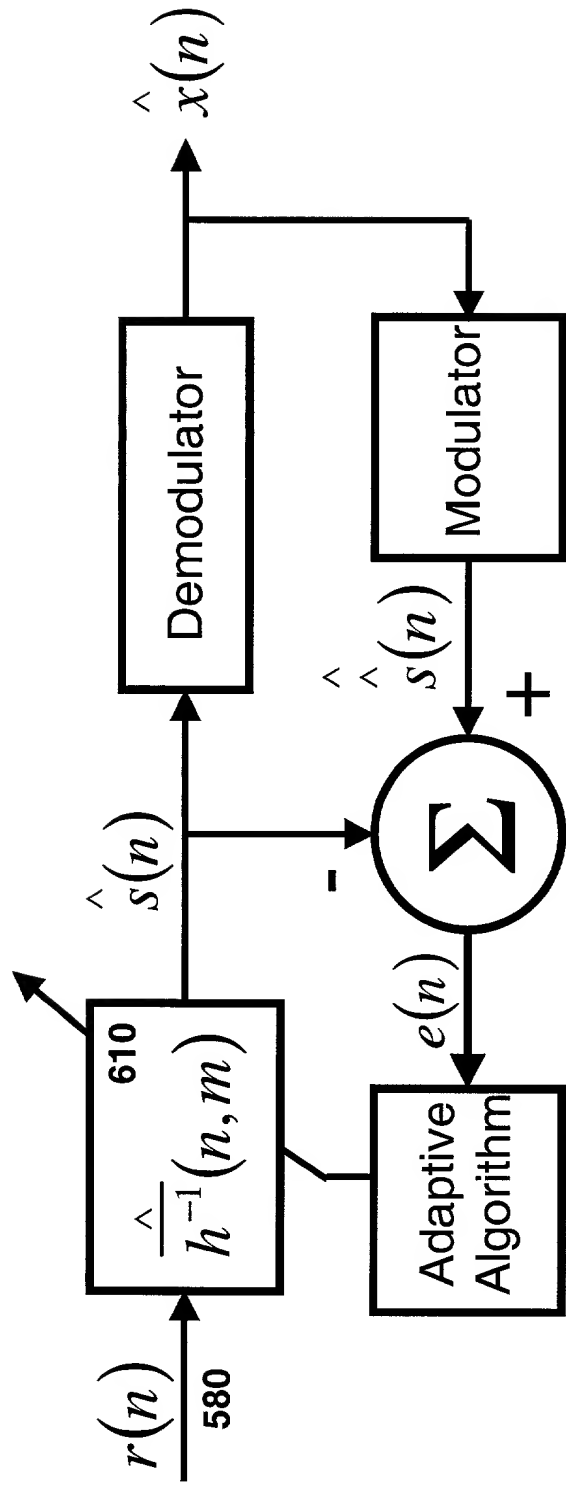 r(n)
580
610
ĥ⁻¹(n,m)
ŝ(n)
Demodulator
x̂(n)
Adaptive
Algorithm
e(n)
Σ
-
+
ŝ̂(n)
Modulator